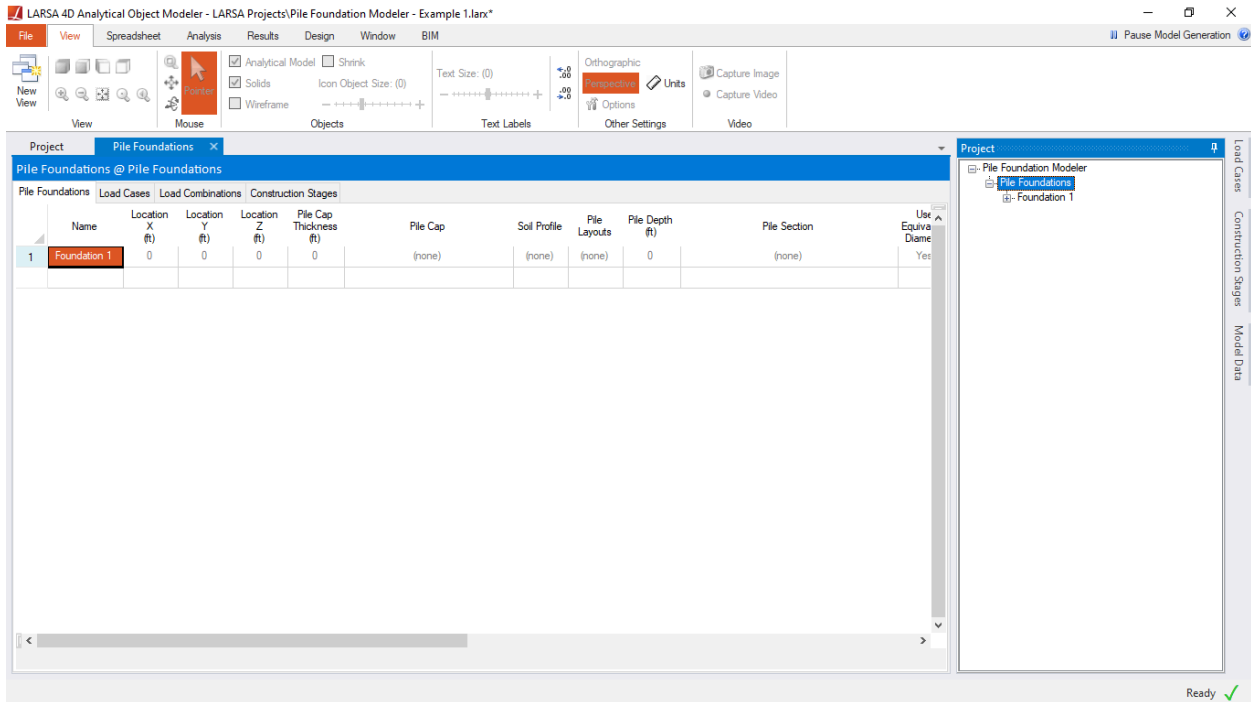 LARSA 4D Analytical Object Modeler - LARSA Projects\Pile Foundation Modeler - Example 1.larx*
File View Spreadsheet Analysis Results Design Window BIM
Pause Model Generation
New View
View
Pointer
Mouse
Analytical Model Shrink
Solids Icon Object Size: (0)
Wireframe
Objects
Text Size: (0)
Text Labels
Orthographic
Perspective Units
Options
Other Settings
Capture Image
Capture Video
Video
Project Pile Foundations
Pile Foundations @ Pile Foundations
Pile Foundations Load Cases Load Combinations Construction Stages
Name
Location X (ft)
Location Y (ft)
Location Z (ft)
Pile Cap Thickness (ft)
Pile Cap
Soil Profile
Pile Layouts
Pile Depth (ft)
Pile Section
Use Equiva Diame
1 Foundation 1 0 0 0 0 (none) (none) (none) 0 (none) Yes
Project
Pile Foundation Modeler
Pile Foundations
Foundation 1
Load Cases
Construction Stages
Model Data
Ready